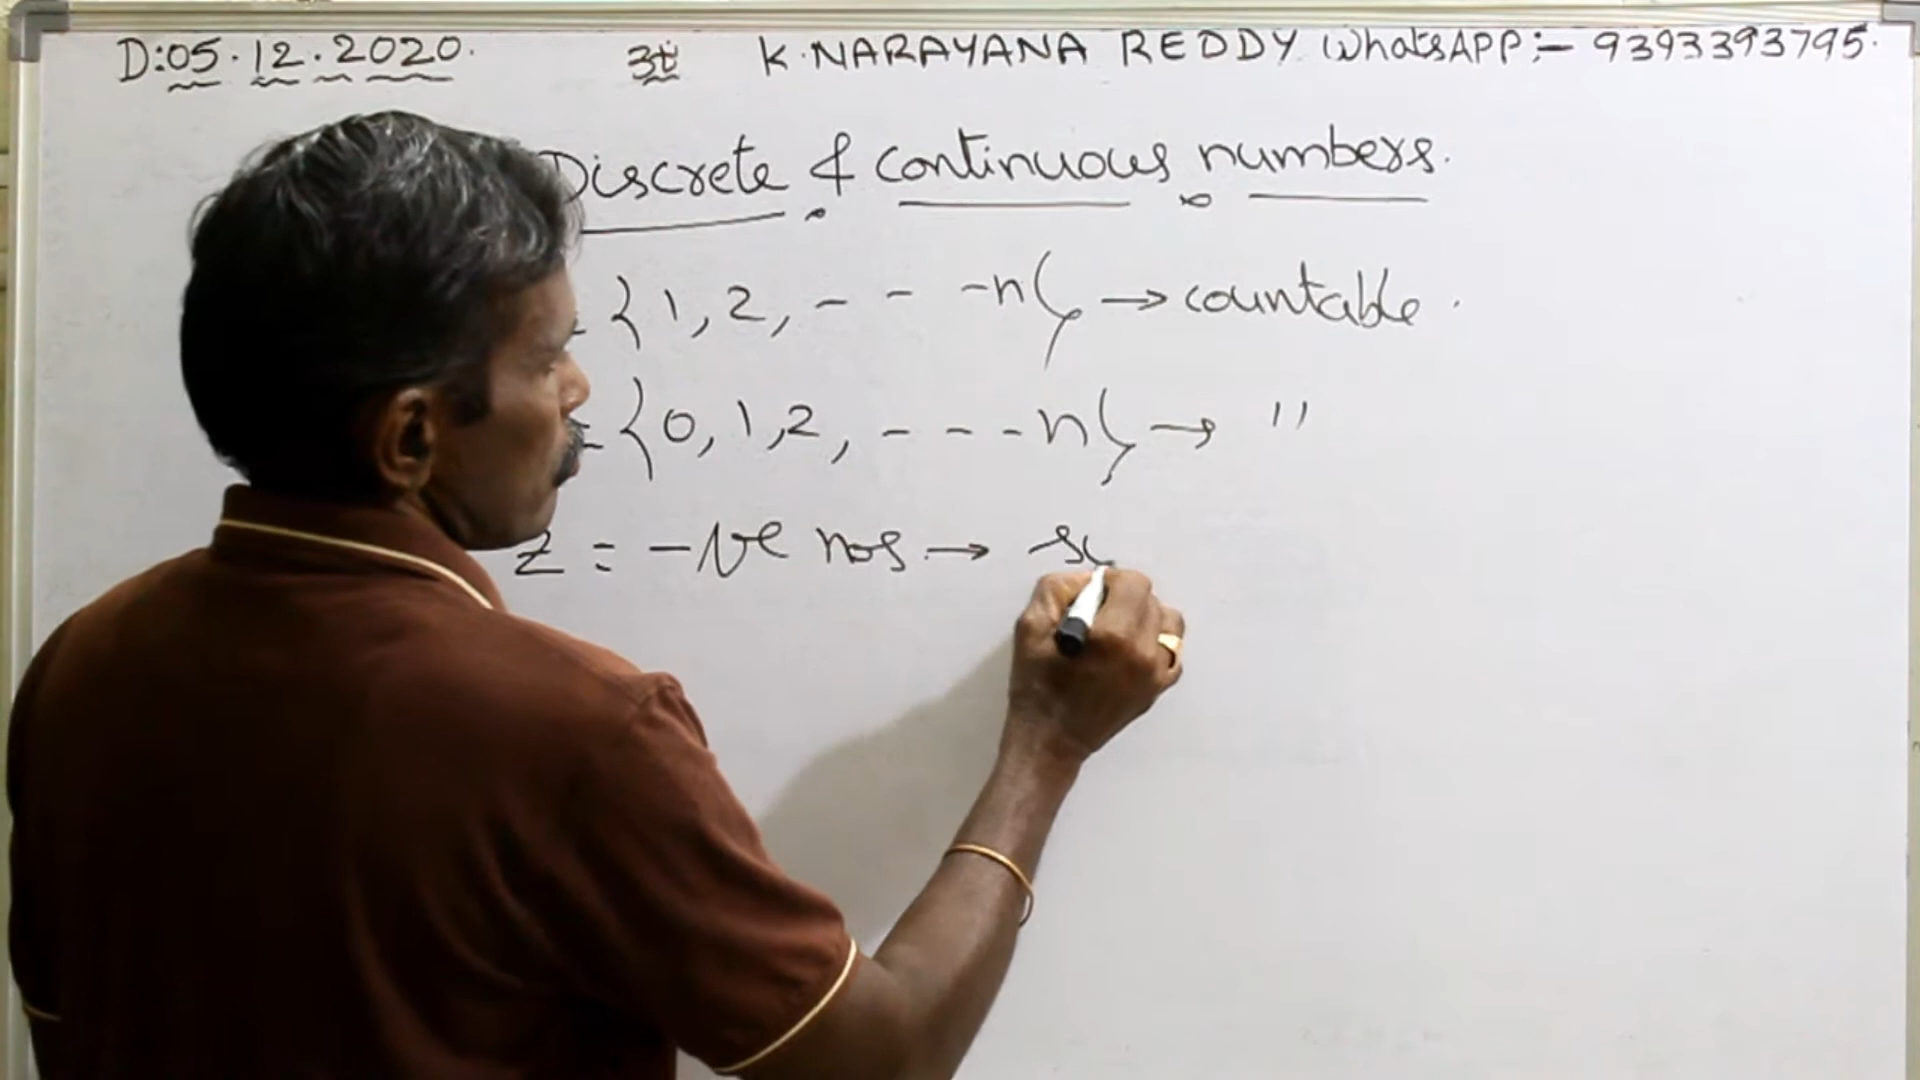 D:05.12.2020. K.NARAYANA REDDY WhatsAPP:- 9393393795.
Discrete & continuous numbers.
= {1, 2, - - -n} → countable.
= {0, 1, 2, - - - n} → "
Z = -ve nos →